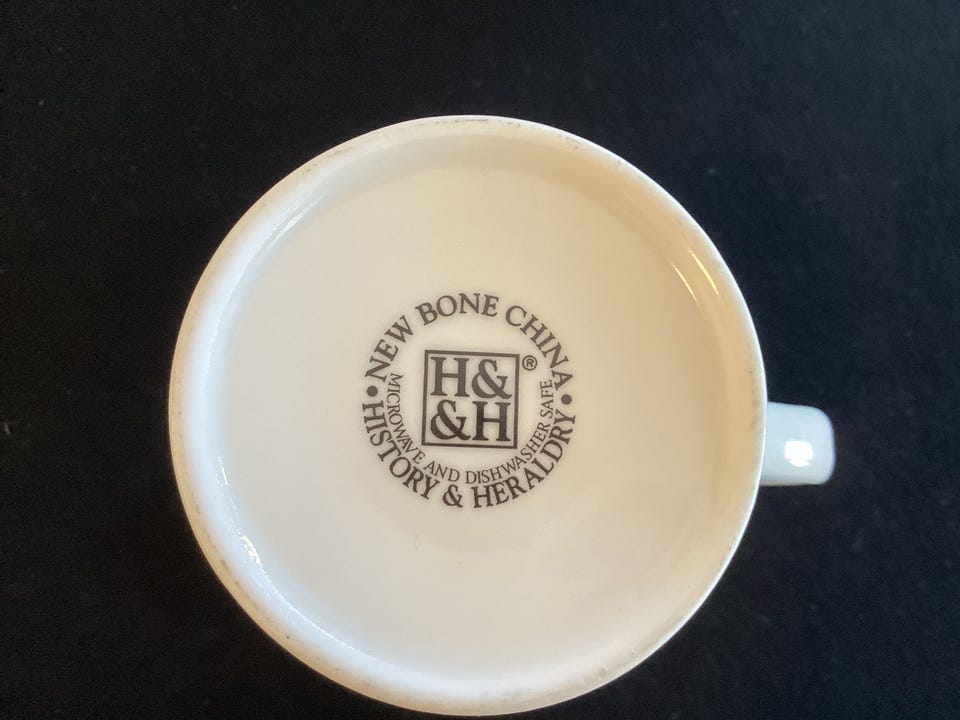 NEW BONE CHINA
H&
&H®
MICROWAVE AND DISHWASHER SAFE
• HISTORY & HERALDRY •